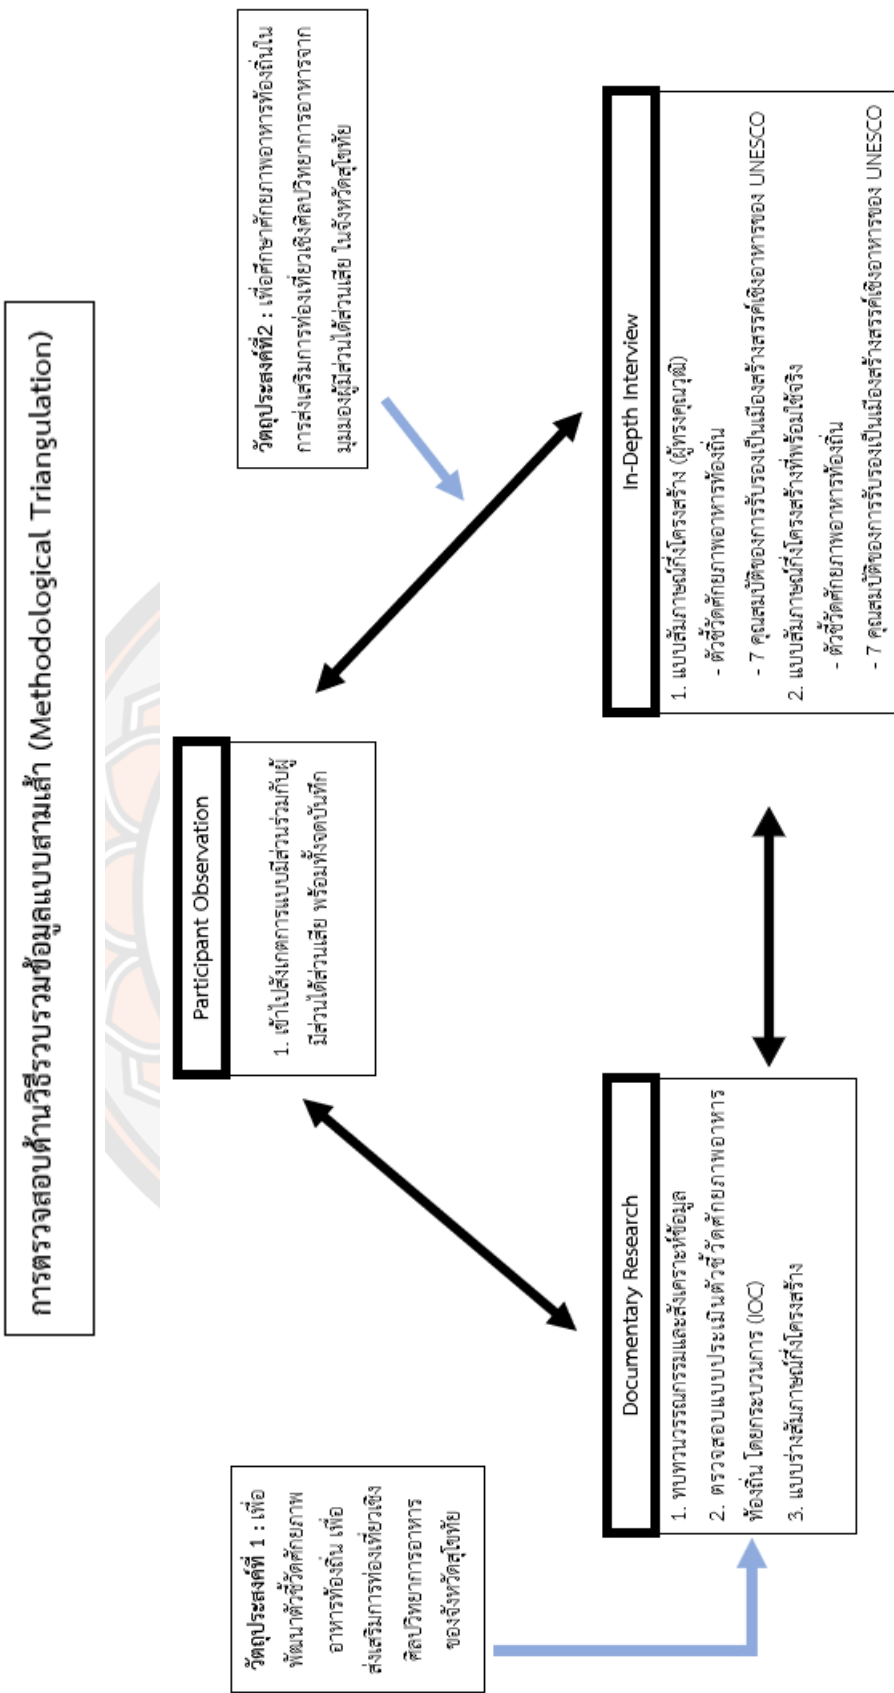 การตรวจสอบด้านวิธีรวบรวมข้อมูลแบบสามเส้า (Methodological Triangulation)
วัตถุประสงค์ที่ 1 : เพื่อ
พัฒนาตัวชี้วัดศักยภาพ
อาหารท้องถิ่น เพื่อ
ส่งเสริมการท่องเที่ยวเชิง
ศิลปวิทยาการอาหาร
ของจังหวัดสุโขทัย
Participant Observation
1. เข้าไปสังเกตการแบบมีส่วนร่วมกับผู้
มีส่วนได้ส่วนเสีย พร้อมทั้งจดบันทึก
วัตถุประสงค์ที่2 : เพื่อศึกษาศักยภาพอาหารท้องถิ่นใน
การส่งเสริมการท่องเที่ยวเชิงศิลปวิทยาการอาหารจาก
มุมมองผู้มีส่วนได้ส่วนเสีย ในจังหวัดสุโขทัย
Documentary Research
1. ทบทวนวรรณกรรมและสังเคราะห์ข้อมูล
2. ตรวจสอบแบบประเมินตัวชี้วัดศักยภาพอาหาร
ท้องถิ่น โดยกระบวนการ (IOC)
3. แบบร่างสัมภาษณ์กึ่งโครงสร้าง
In-Depth Interview
1. แบบสัมภาษณ์กึ่งโครงสร้าง (ผู้ทรงคุณวุฒิ)
- ตัวชี้วัดศักยภาพอาหารท้องถิ่น
- 7 คุณสมบัติของการรับรองเป็นเมืองสร้างสรรค์เชิงอาหารของ UNESCO
2. แบบสัมภาษณ์กึ่งโครงสร้างที่พร้อมใช้จริง
- ตัวชี้วัดศักยภาพอาหารท้องถิ่น
- 7 คุณสมบัติของการรับรองเป็นเมืองสร้างสรรค์เชิงอาหารของ UNESCO